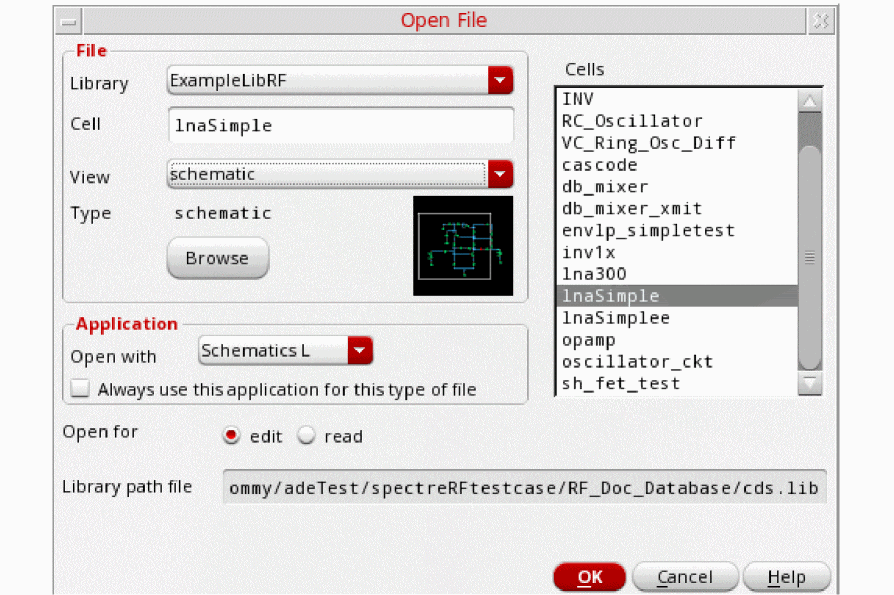 Open File
File
Library ExampleLibRF
Cell lnaSimple
View schematic
Type schematic
Browse
Cells
INV
RC_Oscillator
VC_Ring_Osc_Diff
cascode
db_mixer
db_mixer_xmit
envlp_simpletest
inv1x
lna300
lnaSimple
lnaSimplee
opamp
oscillator_ckt
sh_fet_test
Application
Open with Schematics L
Always use this application for this type of file
Open for edit read
Library path file ommy/adeTest/spectreRFtestcase/RF_Doc_Database/cds.lib
OK Cancel Help